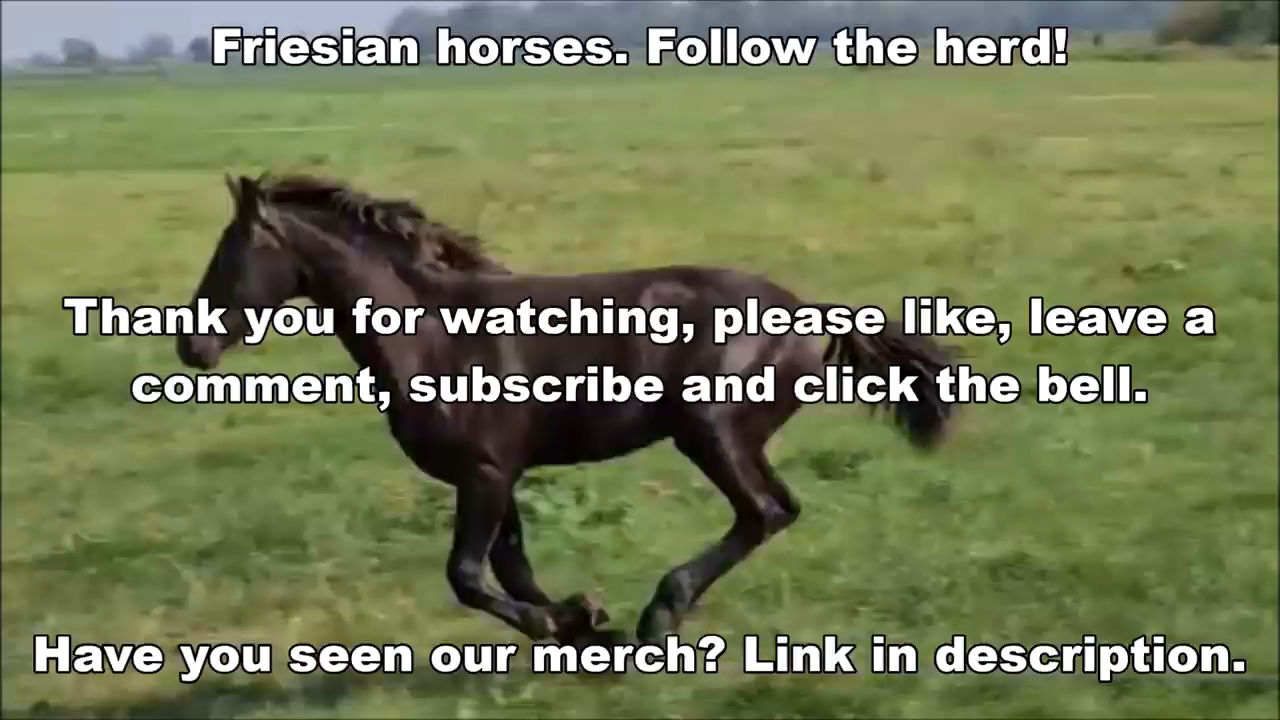 Friesian horses. Follow the herd!
Thank you for watching, please like, leave a
comment, subscribe and click the bell.
Have you seen our merch? Link in description.